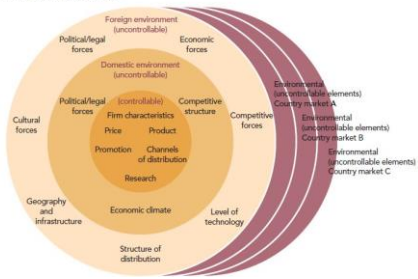 Foreign environment
(uncontrollable)
Political/legal
forces
Economic
forces
Domestic environment
(uncontrollable)
Political/legal
forces
(controllable)
Competitive
structure
Firm characteristics
Price
Product
Promotion
Channels
of distribution
Research
Economic climate
Cultural
forces
Competitive
forces
Geography
and
infrastructure
Level of
technology
Structure of
distribution
Environmental
(uncontrollable elements)
Country market A
Environmental
(uncontrollable elements)
Country market B
Environmental
(uncontrollable elements)
Country market C